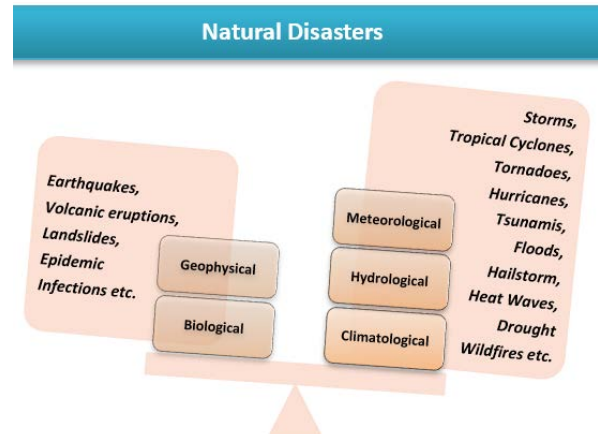 Natural Disasters
Earthquakes,
Volcanic eruptions,
Landslides,
Epidemic
Infections etc.
Geophysical
Biological
Meteorological
Hydrological
Climatological
Storms,
Tropical Cyclones,
Tornadoes,
Hurricanes,
Tsunamis,
Floods,
Hailstorm,
Heat Waves,
Drought
Wildfires etc.